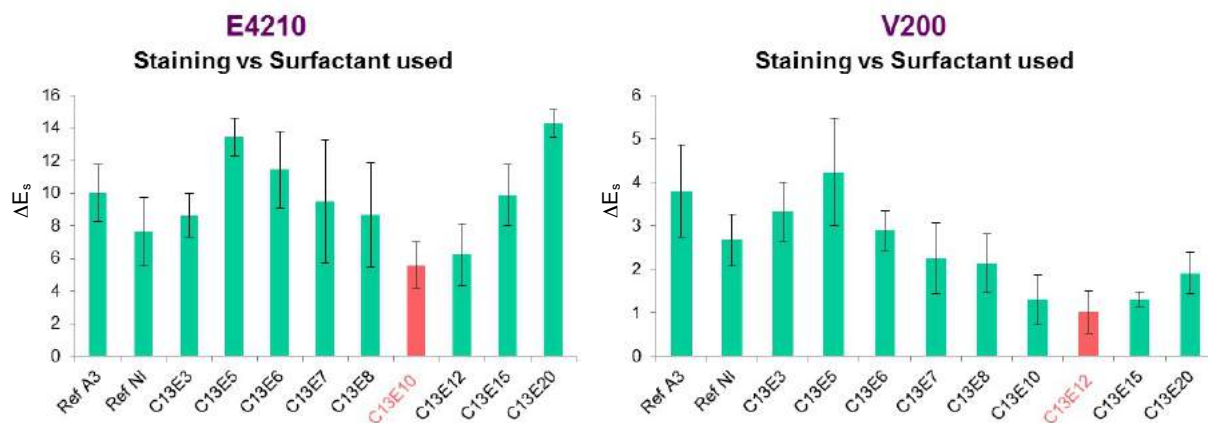 E4210
Staining vs Surfactant used
16
14
12
10
8
6
4
2
0
ΔEs
Ref A3
Ref NI
C13E3
C13E5
C13E6
C13E7
C13E8
C13E10
C13E12
C13E15
C13E20
V200
Staining vs Surfactant used
6
5
4
3
2
1
0
ΔEs
Ref A3
Ref NI
C13E3
C13E5
C13E6
C13E7
C13E8
C13E10
C13E12
C13E15
C13E20